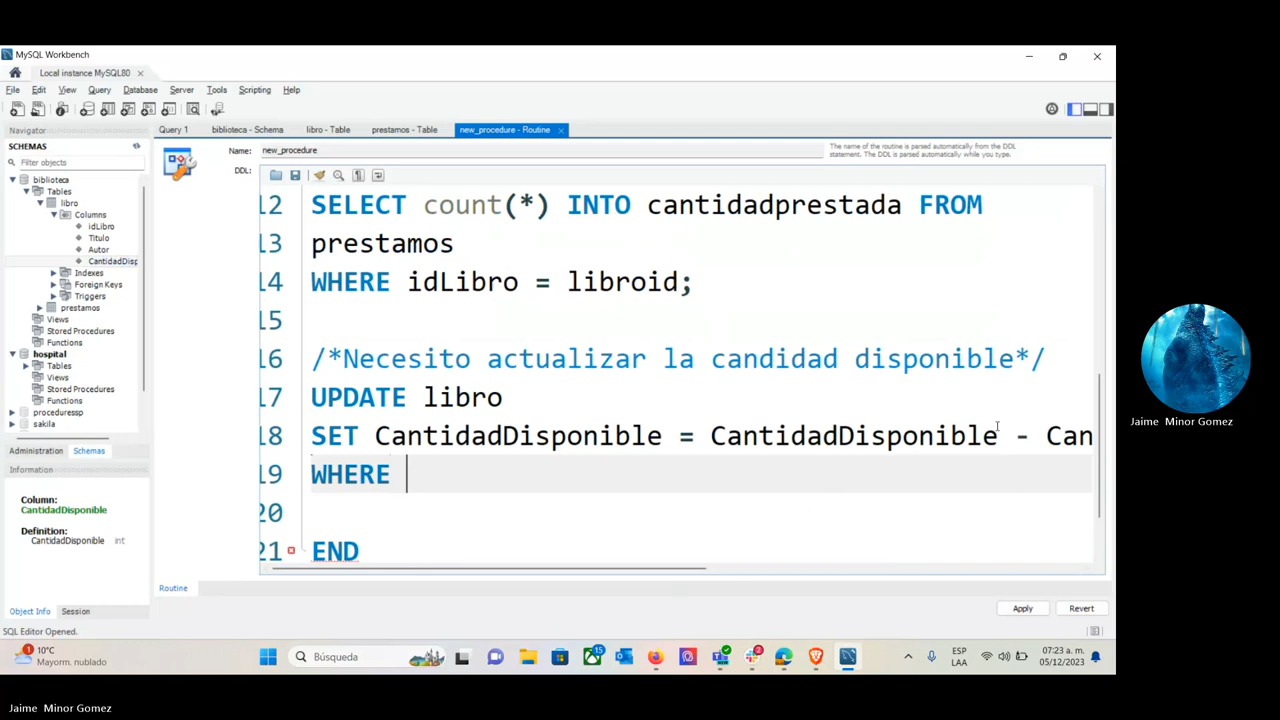 MySQL Workbench
Local instance MySQL80
File Edit View Query Database Server Tools Scripting Help
Navigator
SCHEMAS
Filter objects
biblioteca
Tables
libro
Columns
idLibro
Titulo
Autor
CantidadDisp
Indexes
Foreign Keys
Triggers
prestamos
Views
Stored Procedures
Functions
hospital
Tables
Views
Stored Procedures
Functions
proceduressp
sakila
Administration Schemas
Information
Column:
CantidadDisponible
Definition:
CantidadDisponible int
Object Info Session
SQL Editor Opened.
Query 1 biblioteca - Schema libro - Table prestamos - Table new_procedure - Routine
Name: new_procedure
The name of the routine is parsed automatically from the DDL
statement. The DDL is parsed automatically while you type.
DDL:
12 SELECT count(*) INTO cantidadprestada FROM
13 prestamos
14 WHERE idLibro = libroid;
15
16 /*Necesito actualizar la candidad disponible*/
17 UPDATE libro
18 SET CantidadDisponible = CantidadDisponible - Can
19 WHERE
20
21 END
Routine
Apply Revert
1
10°C
Mayorm. nublado
Búsqueda
15
2
ESP
LAA
07:23 a. m.
05/12/2023
Jaime Minor Gomez
Jaime Minor Gomez